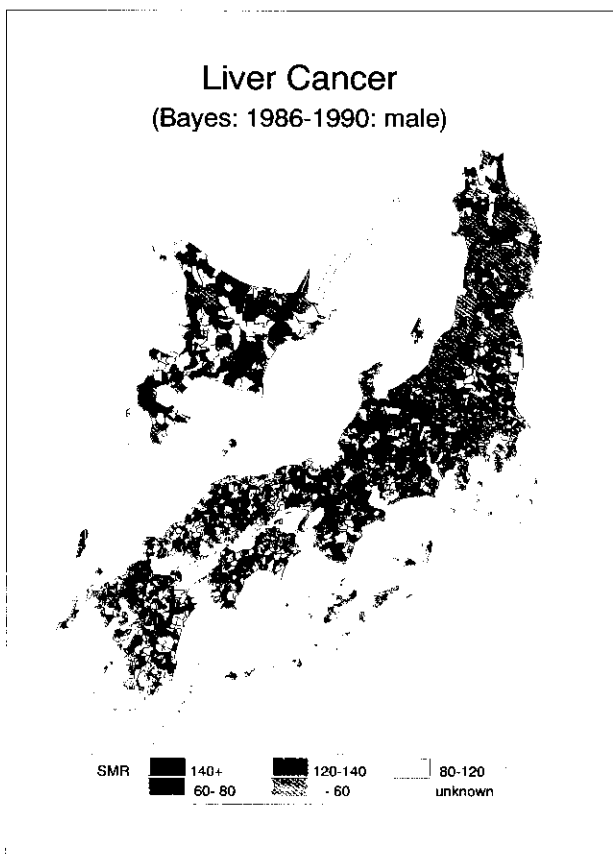 Liver Cancer
(Bayes: 1986-1990: male)
SMR 140+ 120-140 80-120
60- 80 - 60 unknown